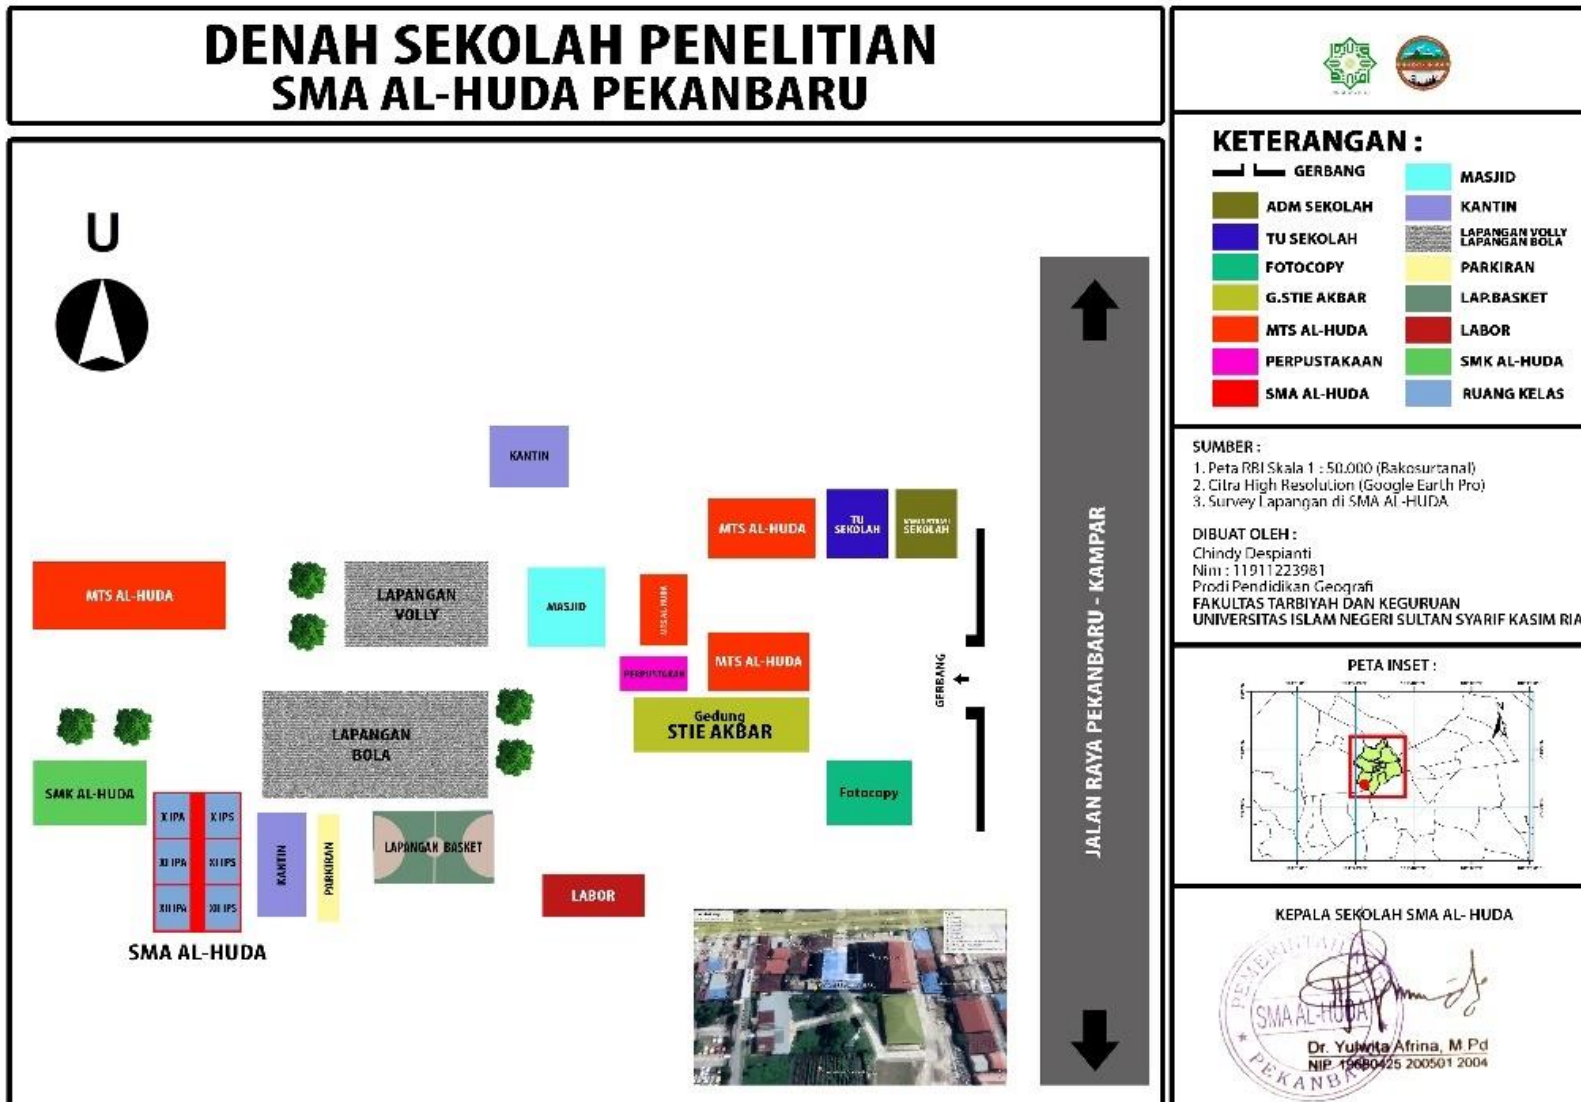 DENAH SEKOLAH PENELITIAN
SMA AL-HUDA PEKANBARU
U
KANTIN
MTS AL-HUDA
TU
SEKOLAH
SEKOLAH
MTS AL-HUDA
LAPANGAN
VOLLY
MASJID
MTS AL HUDA
PERPUSTAKAN
MTS AL-HUDA
GERBANG
Gedung
STIE AKBAR
LAPANGAN
BOLA
SMK AL-HUDA
Fotocopy
X IPA
X IPS
XI IPA
XI IPS
XII IPA
XII IPS
SMA AL-HUDA
KANTIN
PARKIRAN
LAPANGAN BASKET
LABOR
JALAN RAYA PEKANBARU - KAMPAR
KETERANGAN :
GERBANG
ADM SEKOLAH
TU SEKOLAH
FOTOCOPY
G.STIE AKBAR
MTS AL-HUDA
PERPUSTAKAAN
SMA AL-HUDA
MASJID
KANTIN
LAPANGAN VOLLY
LAPANGAN BOLA
PARKIRAN
LAP.BASKET
LABOR
SMK AL-HUDA
RUANG KELAS
SUMBER :
1. Peta RBI Skala 1 : 50.000 (Bakosurtanal)
2. Citra High Resolution (Google Earth Pro)
3. Survey Lapangan di SMA AL-HUDA
DIBUAT OLEH :
Chindy Despianti
Nim : 11911223981
Prodi Pendidikan Geografi
FAKULTAS TARBIYAH DAN KEGURUAN
UNIVERSITAS ISLAM NEGERI SULTAN SYARIF KASIM RIA
PETA INSET :
N
KEPALA SEKOLAH SMA AL- HUDA
PEMERINTAH
SMA AL-HUDA
PEKANBA
Dr. Yulwita Afrina, M.Pd
NIP. 19680425 200501 2004